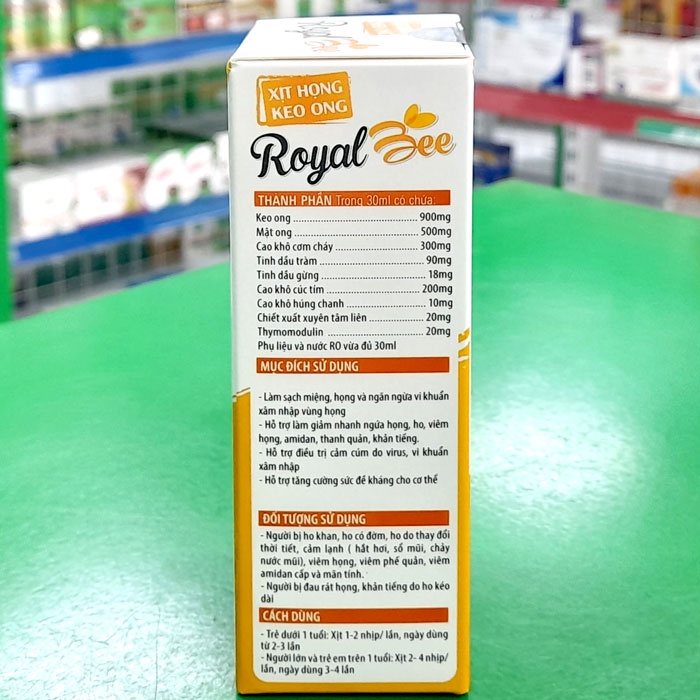 XỊT HỌNG
KEO ONG
Royal Bee
THÀNH PHẦN Trong 30ml có chứa:
Keo ong ........ 900mg
Mật ong ........ 500mg
Cao khô cơm cháy ........ 300mg
Tinh dầu tràm ........ 90mg
Tinh dầu gừng ........ 18mg
Cao khô cúc tím ........ 200mg
Cao khô húng chanh ........ 10mg
Chiết xuất xuyên tâm liên ........ 20mg
Thymomodulin ........ 20mg
Phụ liệu và nước RO vừa đủ 30ml
MỤC ĐÍCH SỬ DỤNG
- Làm sạch miệng, họng và ngăn ngừa vi khuẩn
xâm nhập vùng họng
- Hỗ trợ làm giảm nhanh ngứa họng, ho, viêm
họng, amidan, thanh quản, khản tiếng.
- Hỗ trợ điều trị cảm cúm do virus, vi khuẩn
xâm nhập
- Hỗ trợ tăng cường sức đề kháng cho cơ thể
ĐỐI TƯỢNG SỬ DỤNG
- Người bị ho khan, ho có đờm, ho do thay đổi
thời tiết, cảm lạnh ( hắt hơi, sổ mũi, chảy
nước mũi), viêm họng, viêm phế quản, viêm
amidan cấp và mãn tính.
- Người bị đau rát họng, khản tiếng do ho kéo
dài
CÁCH DÙNG
- Trẻ dưới 1 tuổi: Xịt 1-2 nhịp/ lần, ngày dùng
từ 2-3 lần
- Người lớn và trẻ em trên 1 tuổi: Xịt 2- 4 nhịp/
lần, ngày dùng 3-4 lần